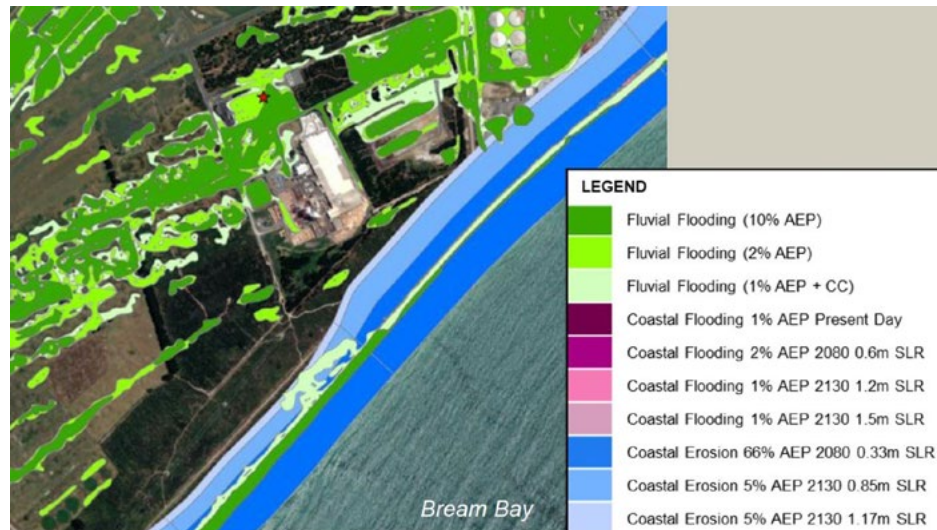 LEGEND
Fluvial Flooding (10% AEP)
Fluvial Flooding (2% AEP)
Fluvial Flooding (1% AEP + CC)
Coastal Flooding 1% AEP Present Day
Coastal Flooding 2% AEP 2080 0.6m SLR
Coastal Flooding 1% AEP 2130 1.2m SLR
Coastal Flooding 1% AEP 2130 1.5m SLR
Coastal Erosion 66% AEP 2080 0.33m SLR
Coastal Erosion 5% AEP 2130 0.85m SLR
Coastal Erosion 5% AEP 2130 1.17m SLR
Bream Bay